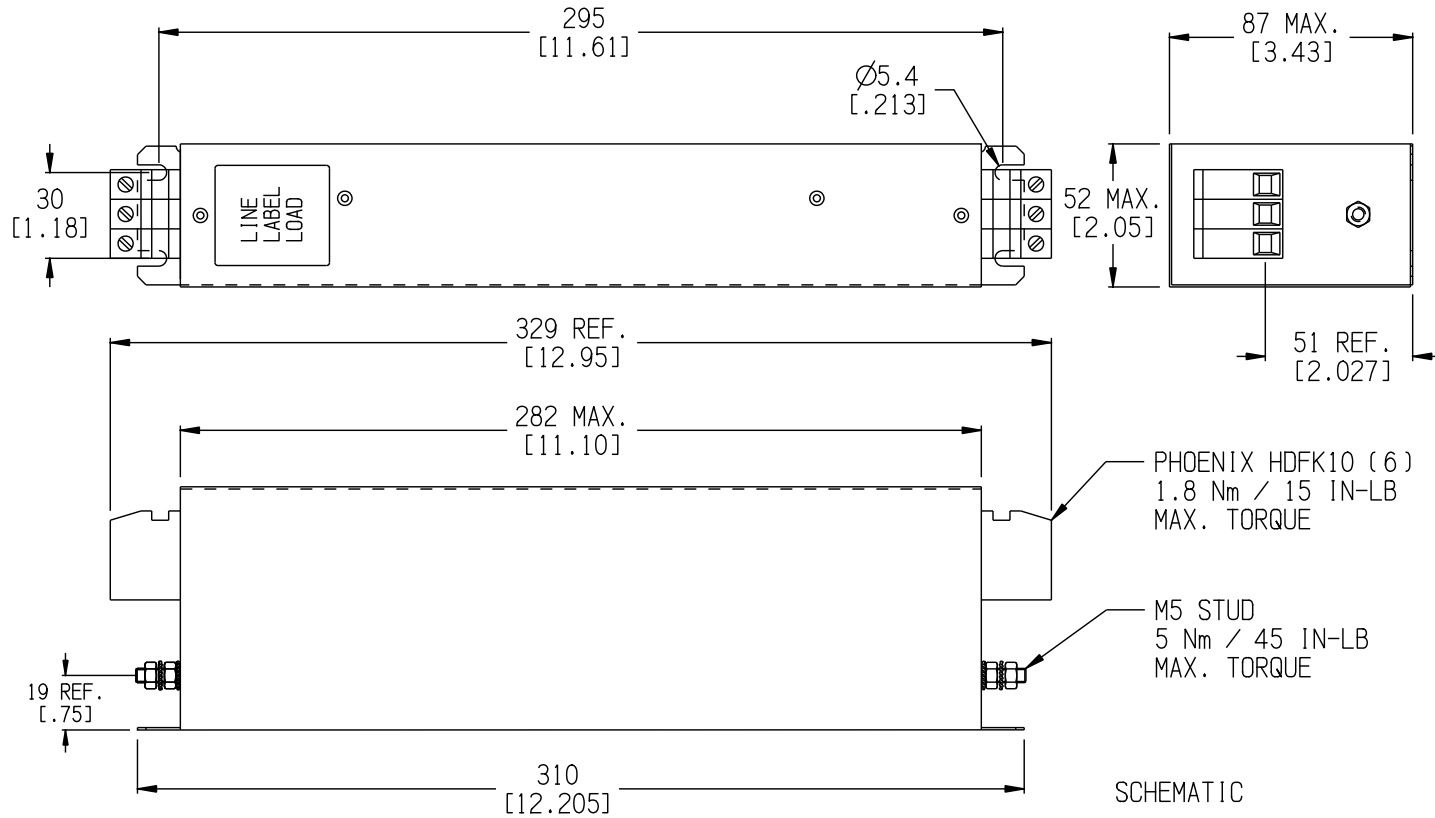 295
[11.61]
87 MAX.
[3.43]
Ø5.4
[.213]
30
[1.18]
LINE
LABEL
LOAD
52 MAX.
[2.05]
329 REF.
[12.95]
51 REF.
[2.027]
282 MAX.
[11.10]
PHOENIX HDFK10 (6)
1.8 Nm / 15 IN-LB
MAX. TORQUE
M5 STUD
5 Nm / 45 IN-LB
MAX. TORQUE
19 REF.
[.75]
310
[12.205]
SCHEMATIC